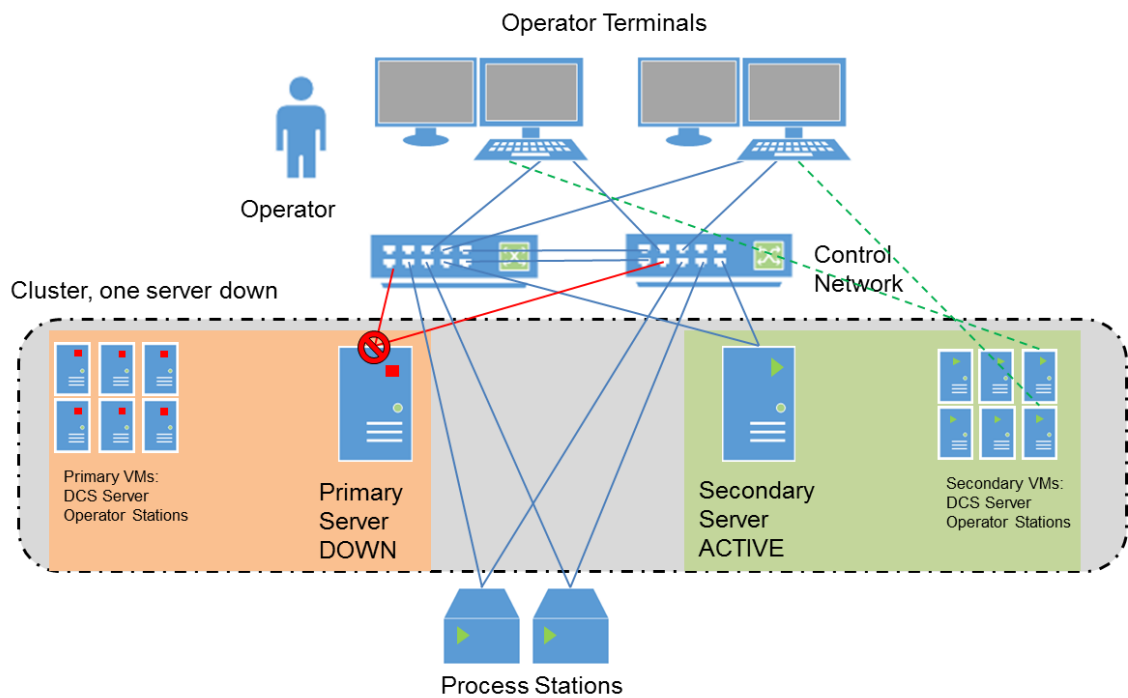 Operator Terminals
Operator
Control
Network
Cluster, one server down
Primary VMs:
DCS Server
Operator Stations
Primary
Server
DOWN
Secondary
Server
ACTIVE
Secondary VMs:
DCS Server
Operator Stations
Process Stations